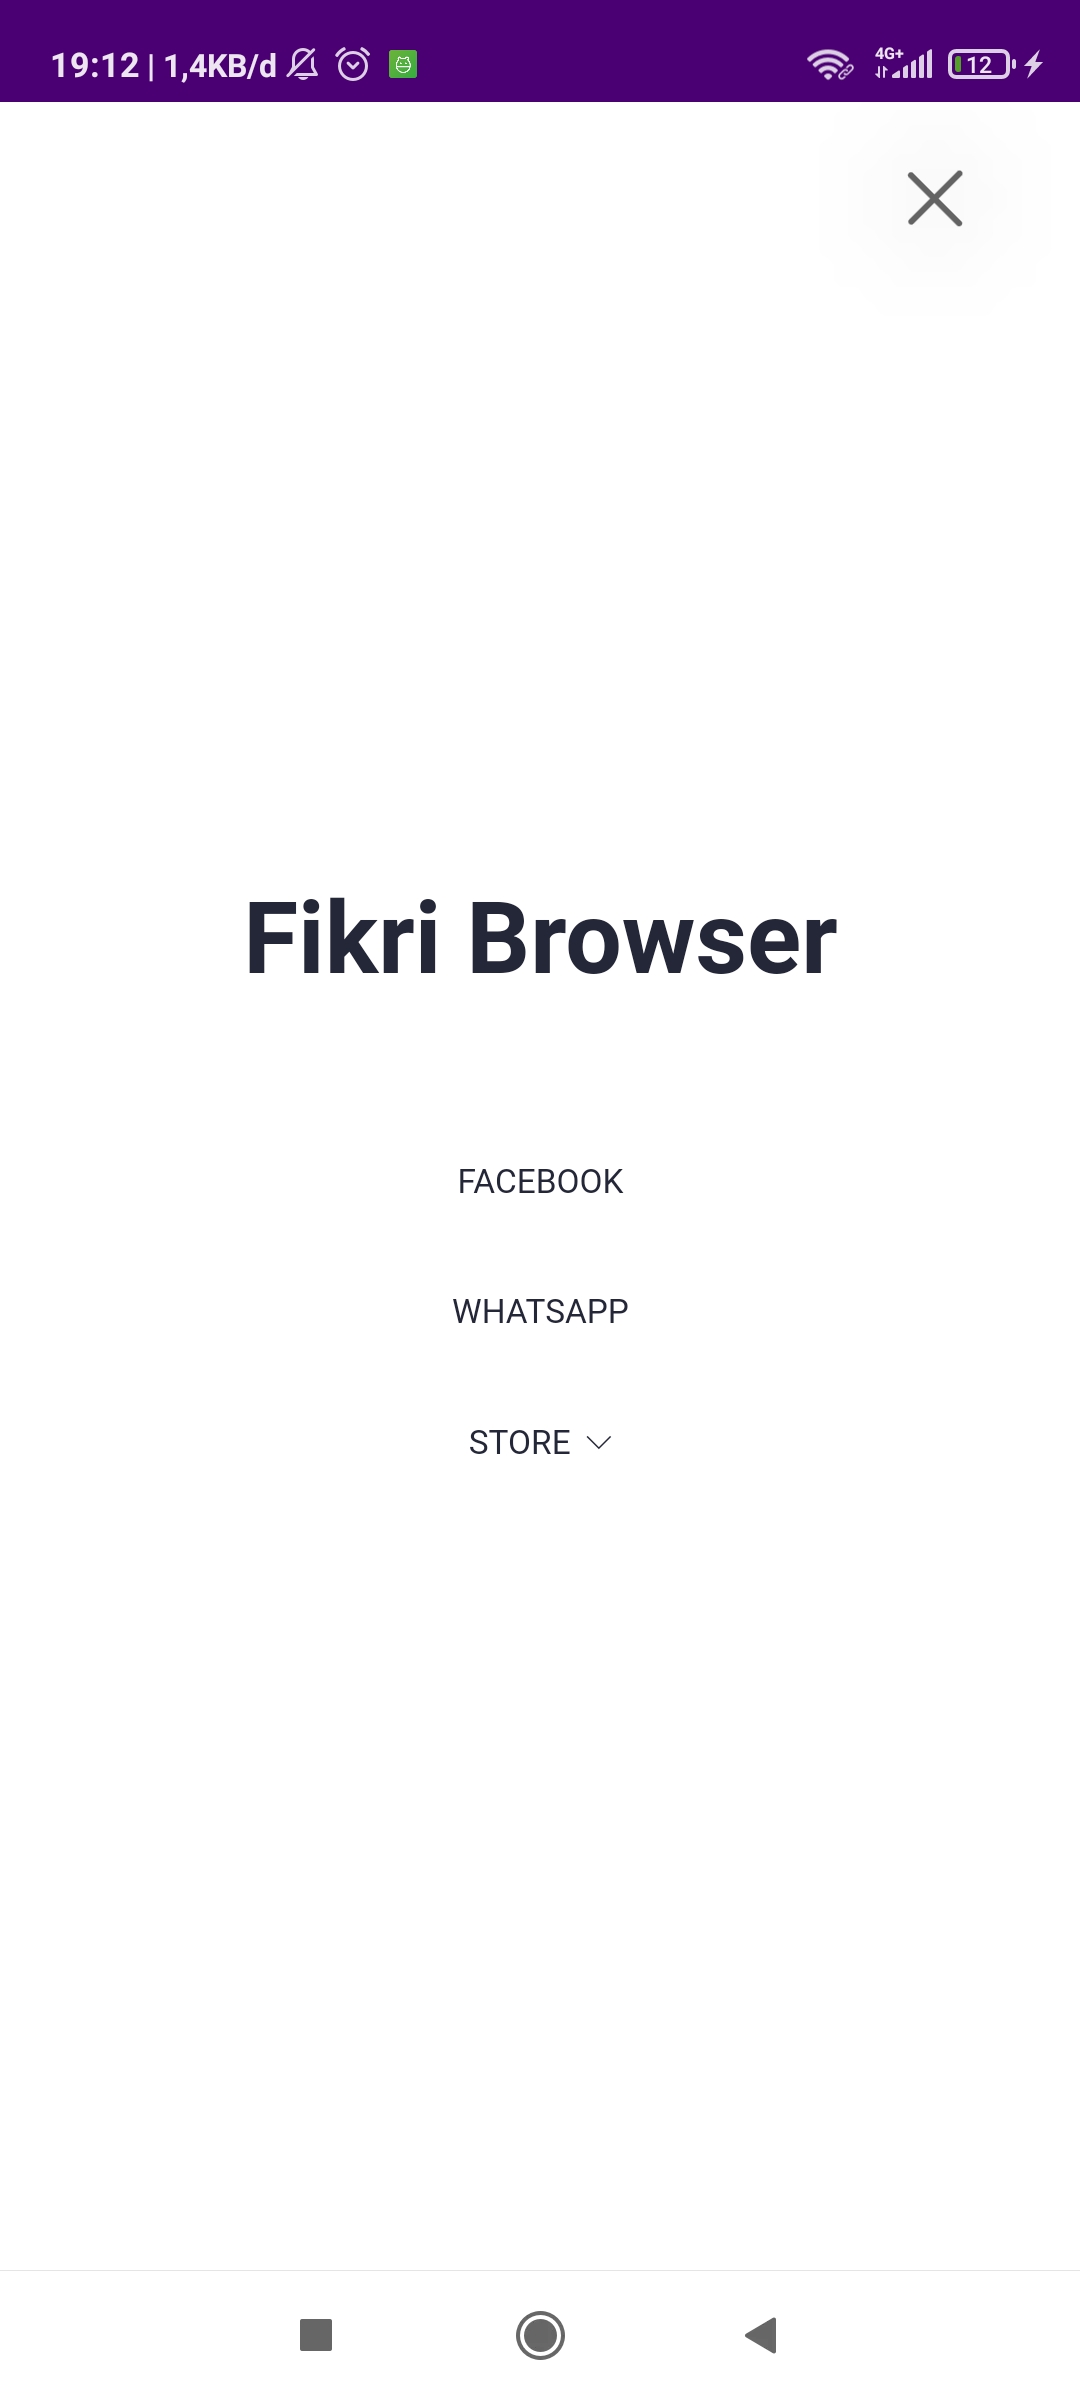 19:12 | 1,4KB/d
4G+
12
Fikri Browser
FACEBOOK
WHATSAPP
STORE